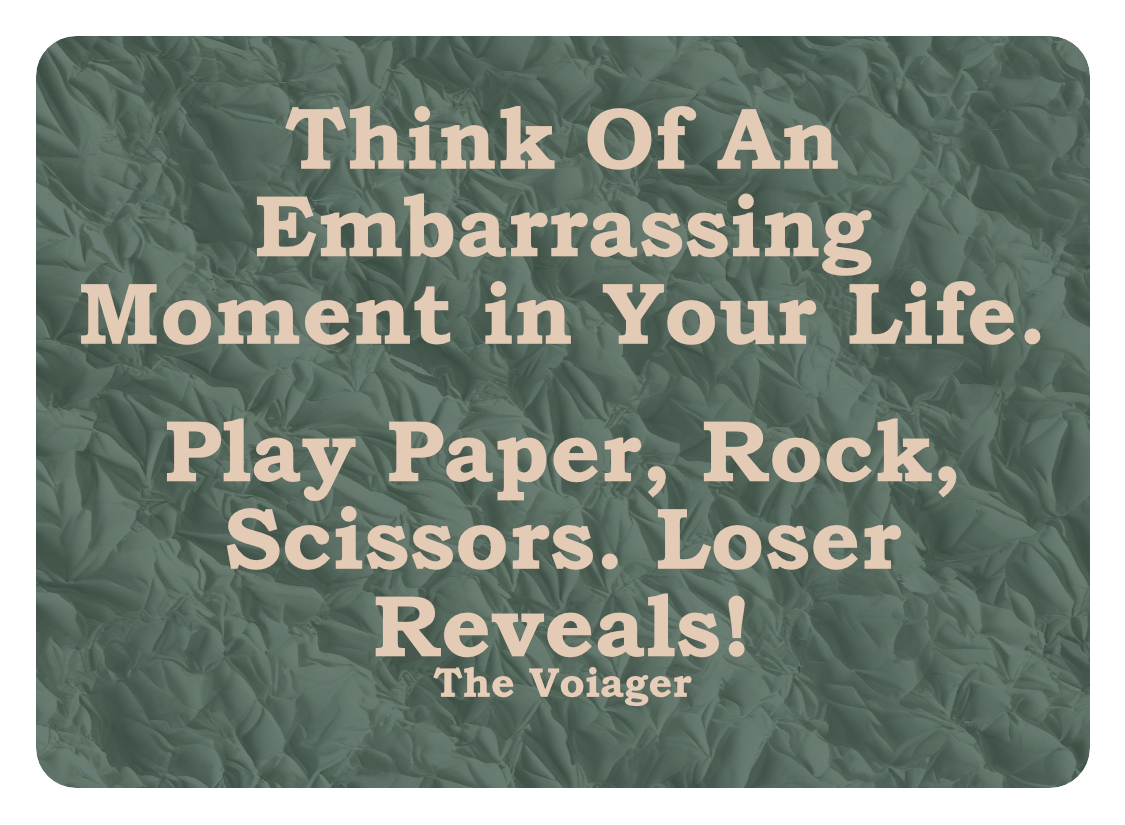 Think Of An
Embarrassing
Moment in Your Life.
Play Paper, Rock,
Scissors. Loser
Reveals!
The Voiager